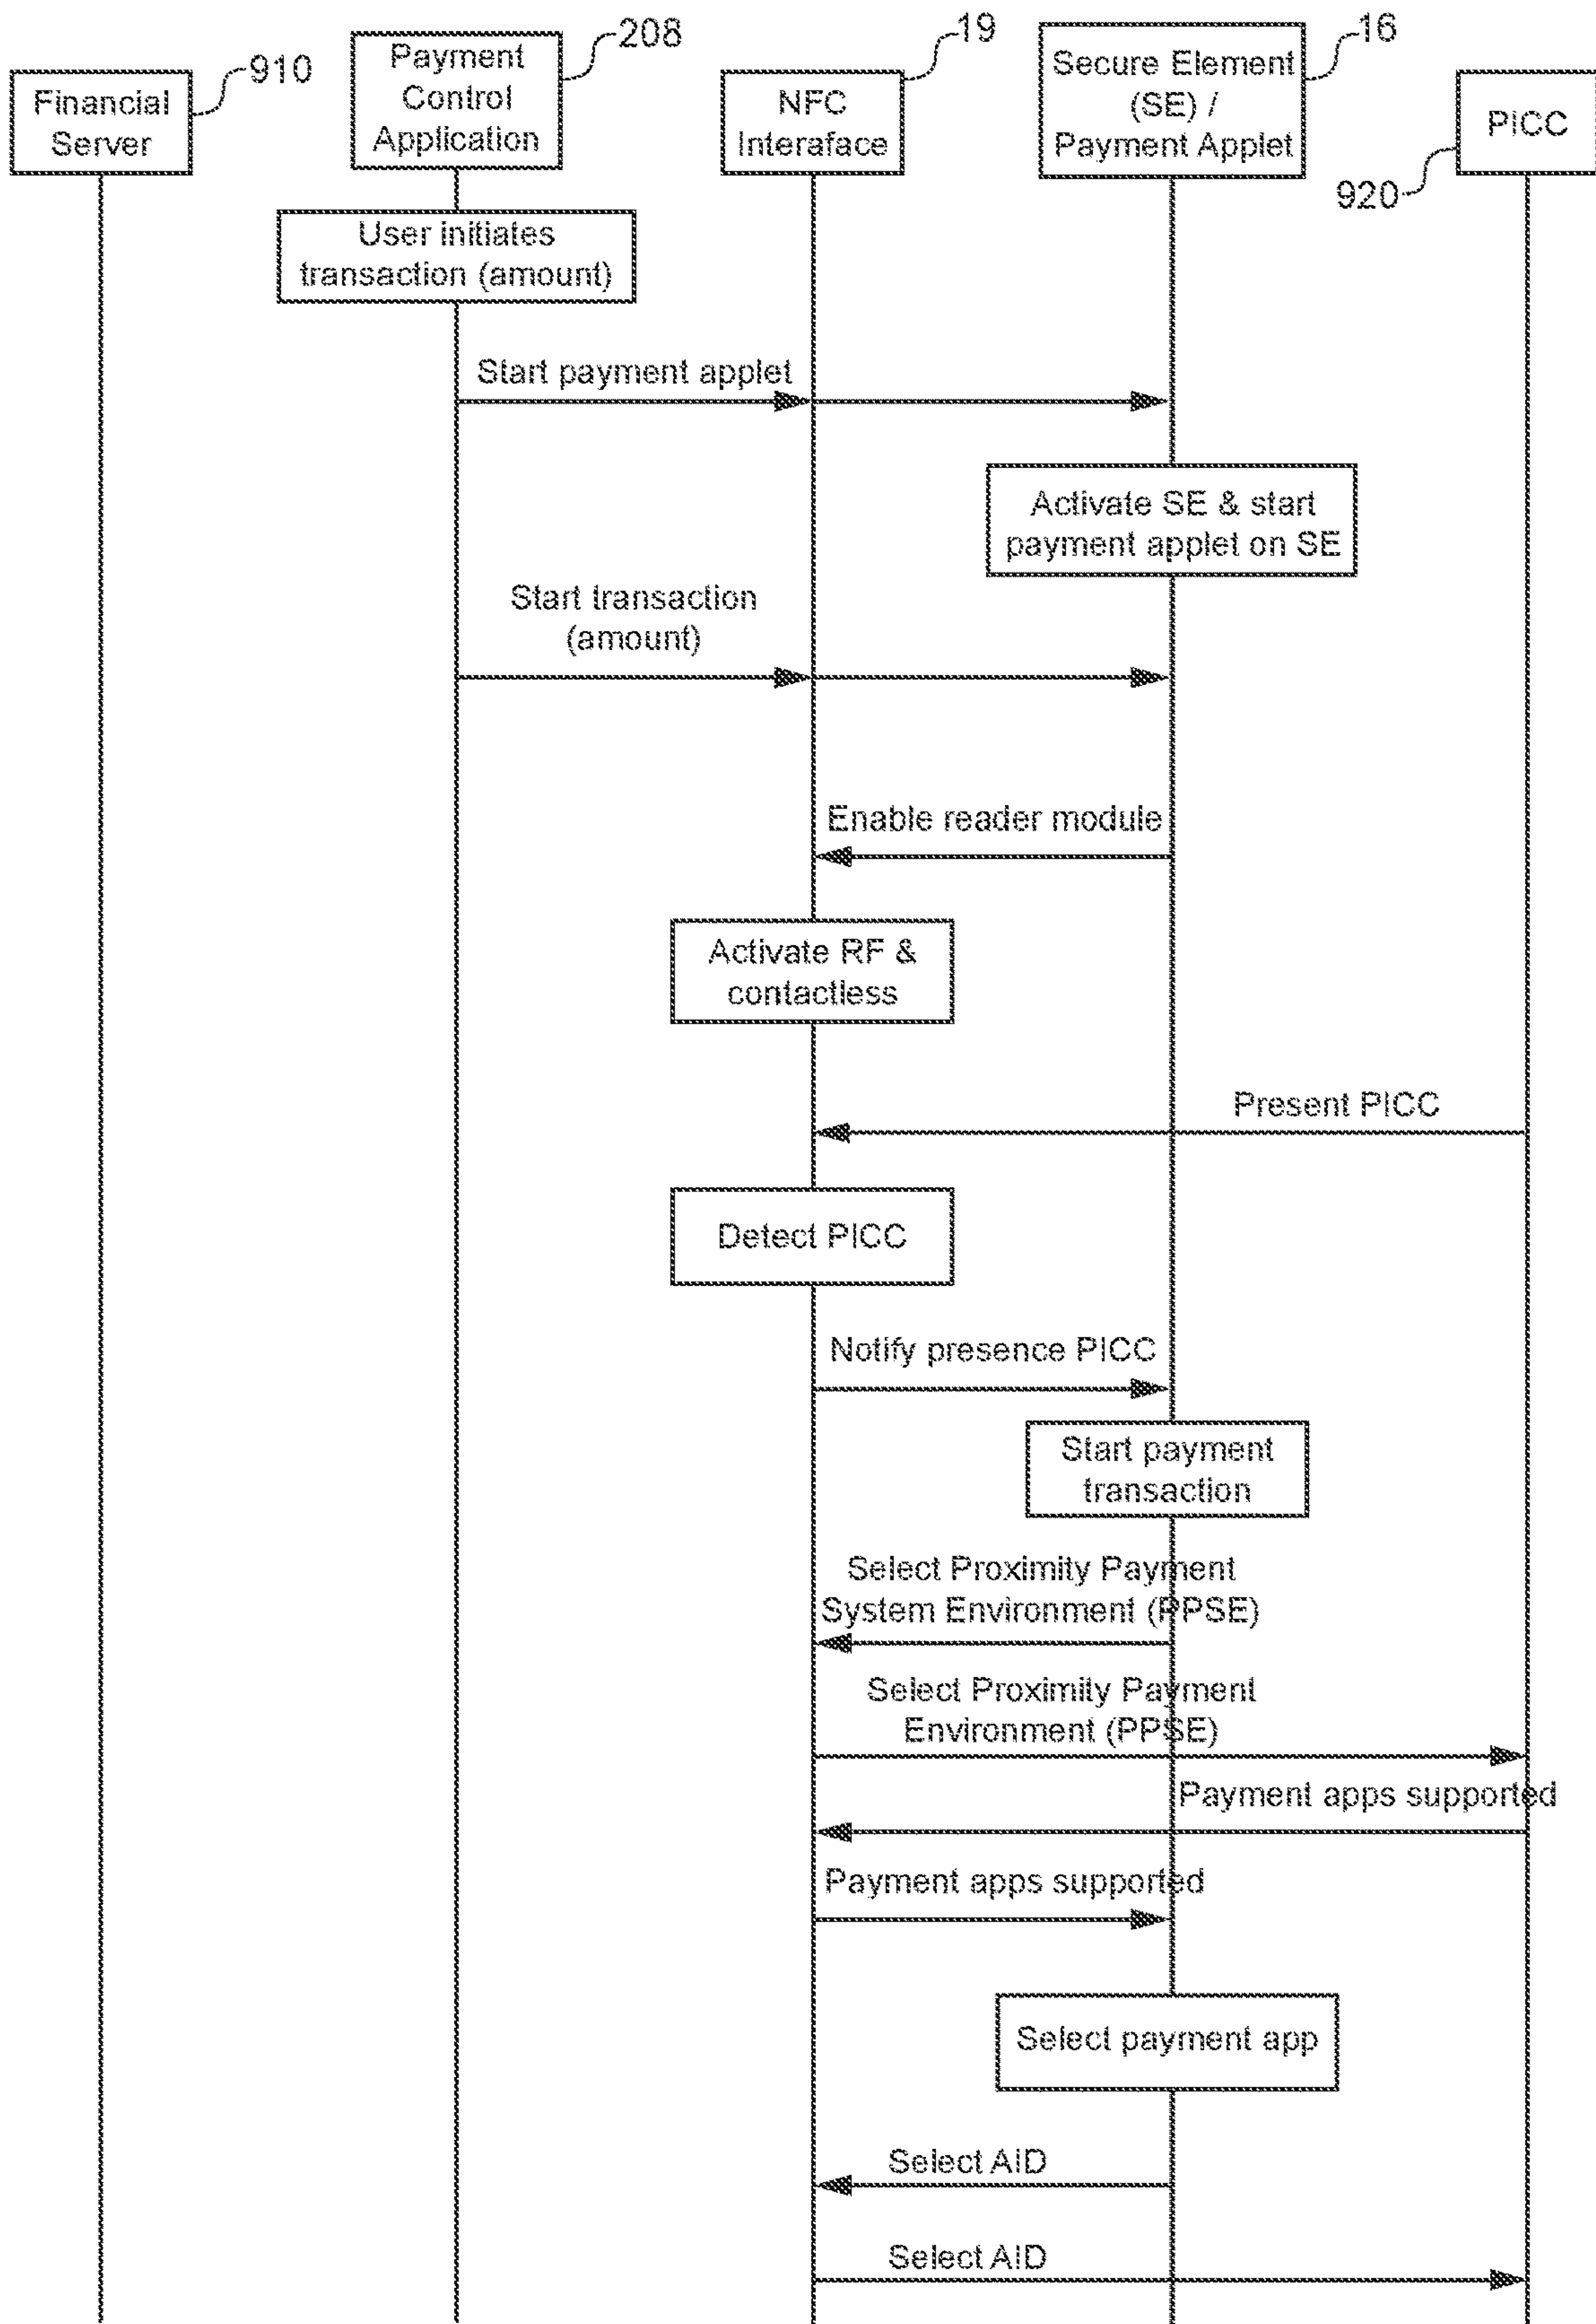 Financial
Server
910
Payment
Control
Application
208
NFC
Interaface
19
Secure Element
(SE) /
Payment Applet
16
PICC
920
User initiates
transaction (amount)
Start payment applet
Activate SE & start
payment applet on SE
Start transaction
(amount)
Enable reader module
Activate RF &
contactless
Present PICC
Detect PICC
Notify presence PICC
Start payment
transaction
Select Proximity Payment
System Environment (PPSE)
Select Proximity Payment
Environment (PPSE)
Payment apps supported
Payment apps supported
Select payment app
Select AID
Select AID